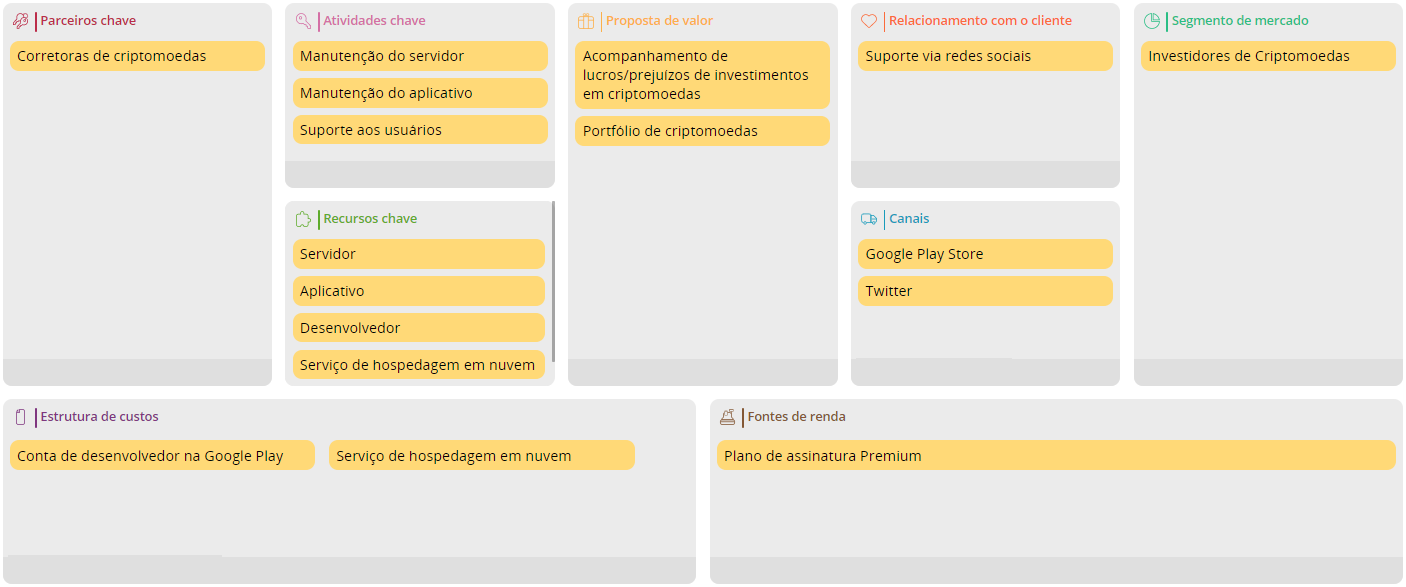 Parceiros chave
Corretoras de criptomoedas
Atividades chave
Manutenção do servidor
Manutenção do aplicativo
Suporte aos usuários
Recursos chave
Servidor
Aplicativo
Desenvolvedor
Serviço de hospedagem em nuvem
Proposta de valor
Acompanhamento de
lucros/prejuízos de investimentos
em criptomoedas
Portfólio de criptomoedas
Relacionamento com o cliente
Suporte via redes sociais
Canais
Google Play Store
Twitter
Segmento de mercado
Investidores de Criptomoedas
Estrutura de custos
Conta de desenvolvedor na Google Play
Serviço de hospedagem em nuvem
Fontes de renda
Plano de assinatura Premium